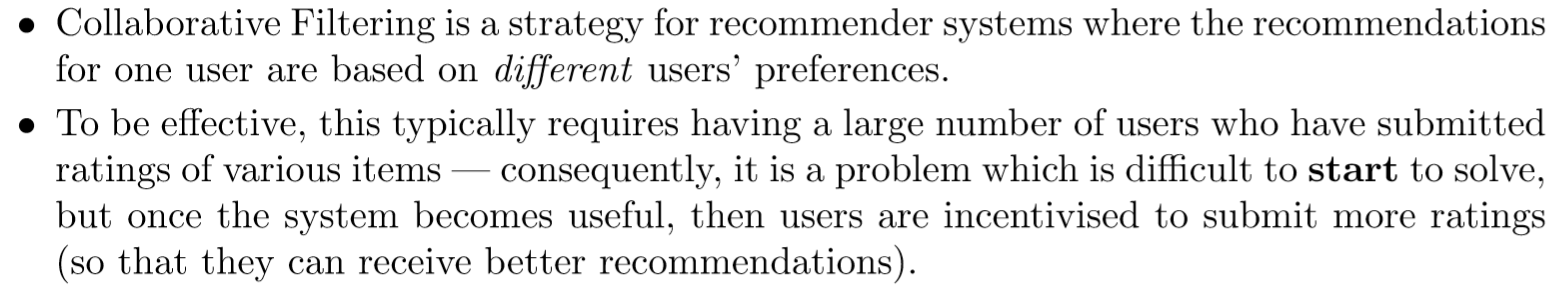 • Collaborative Filtering is a strategy for recommender systems where the recommendations
for one user are based on different users’ preferences.
• To be effective, this typically requires having a large number of users who have submitted
ratings of various items — consequently, it is a problem which is difficult to start to solve,
but once the system becomes useful, then users are incentivised to submit more ratings
(so that they can receive better recommendations).